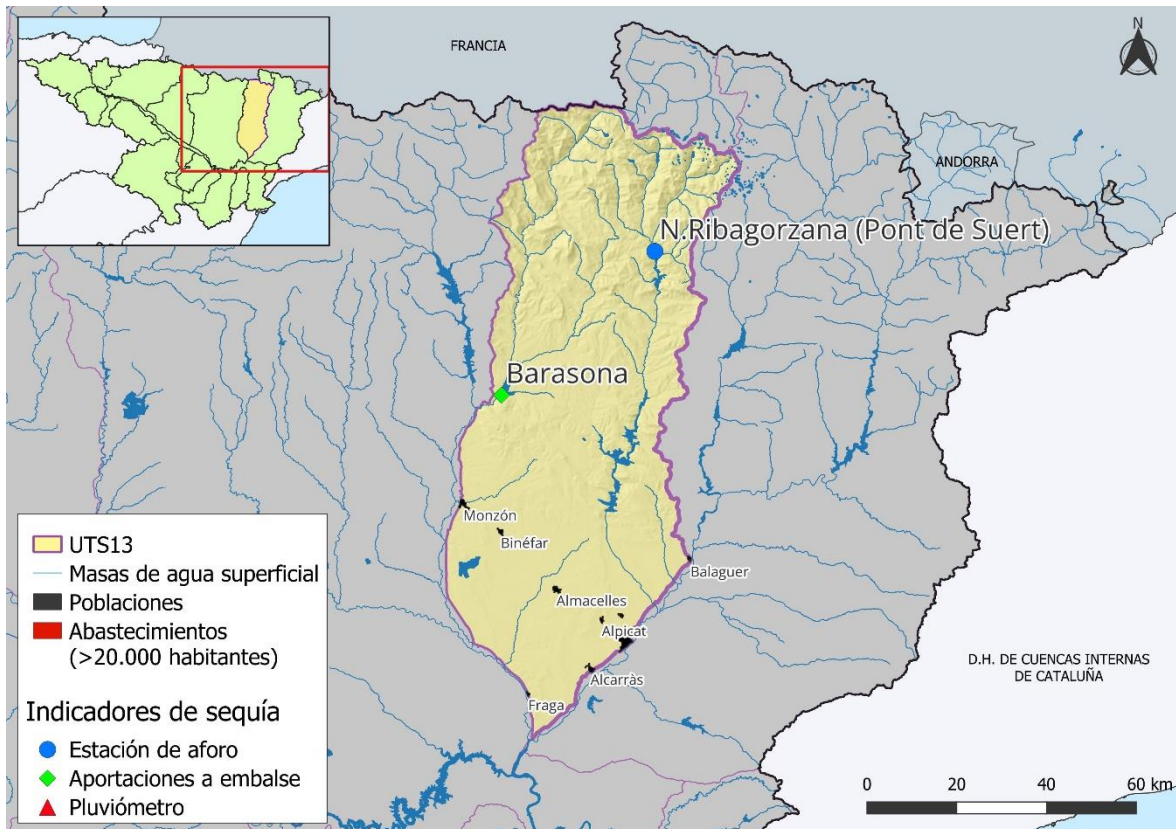 FRANCIA
N
ANDORRA
N.Ribagorzana (Pont de Suert)
Barasona
Monzón
Binéfar
Balaguer
Almacelles
Alpicat
Alcarràs
Fraga
D.H. DE CUENCAS INTERNAS
DE CATALUÑA
UTS13
Masas de agua superficial
Poblaciones
Abastecimientos
(>20.000 habitantes)
Indicadores de sequía
Estación de aforo
Aportaciones a embalse
Pluviómetro
0 20 40 60 km